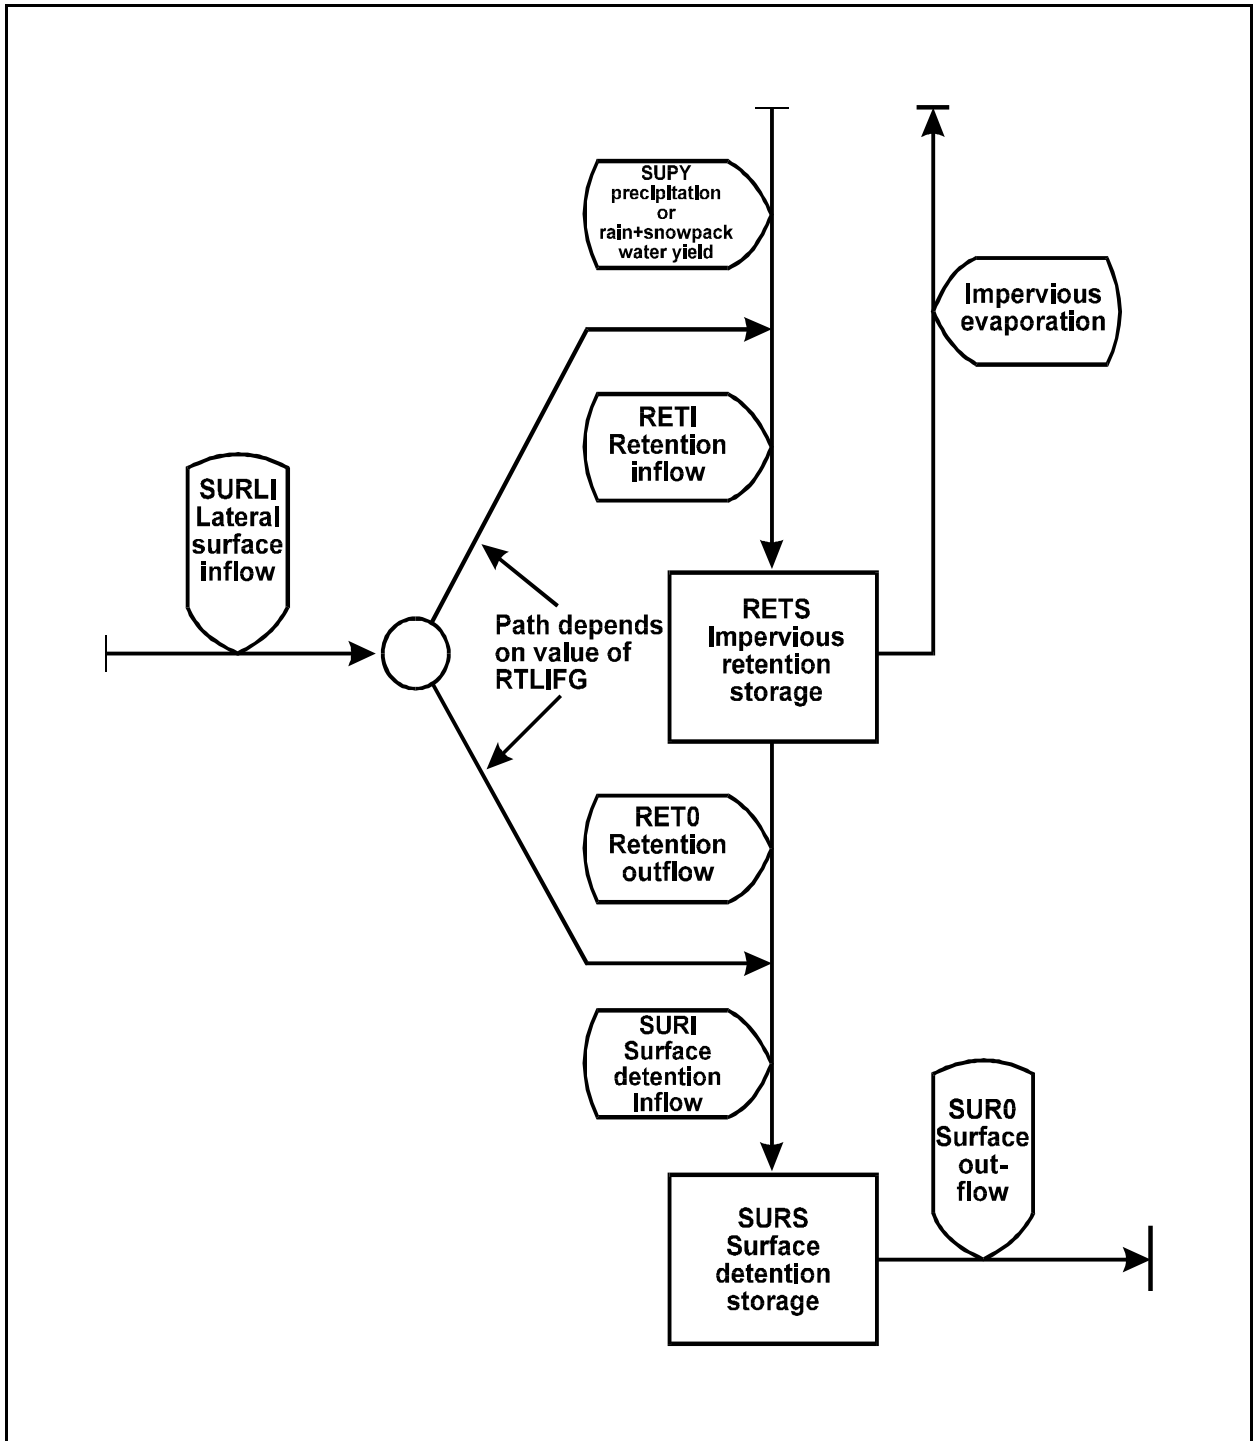 SUPY
precipitation
or
rain+snowpack
water yield
Impervious
evaporation
RETI
Retention
inflow
SURLI
Lateral
surface
inflow
Path depends
on value of
RTLIFG
RETS
Impervious
retention
storage
RET0
Retention
outflow
SURI
Surface
detention
Inflow
SUR0
Surface
out-
flow
SURS
Surface
detention
storage